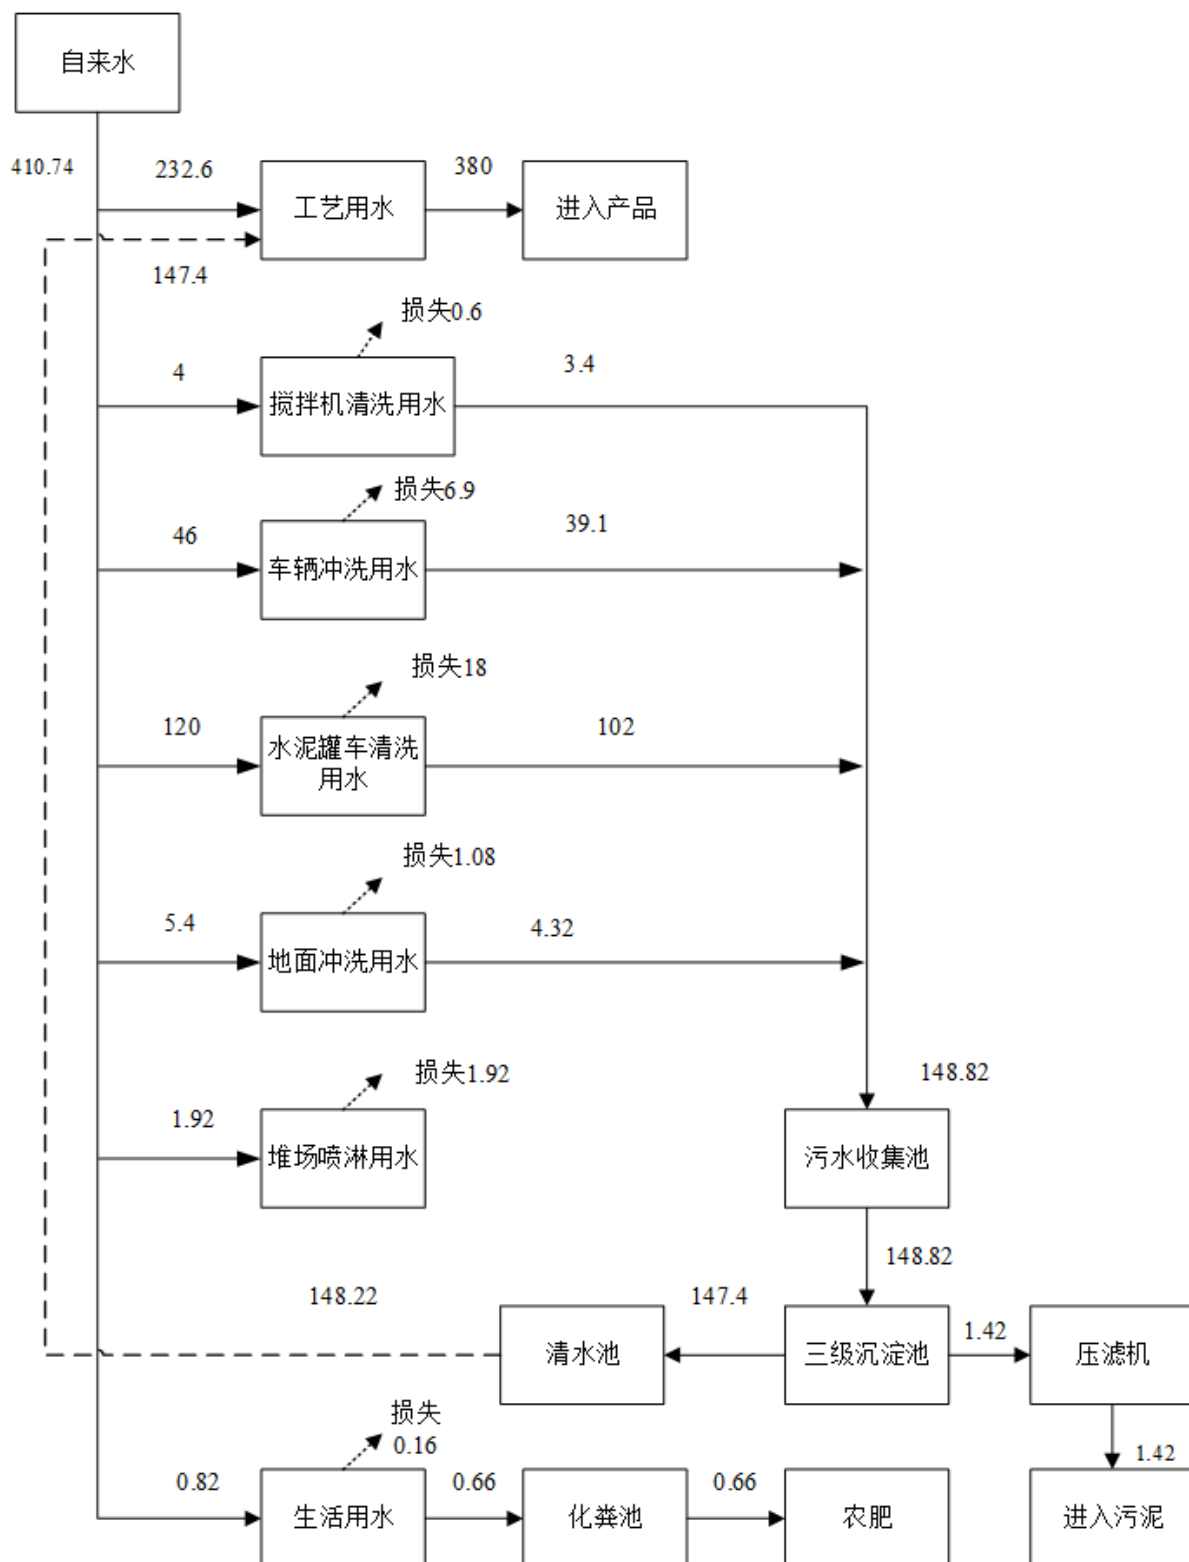 自来水
410.74
232.6
工艺用水
380
进入产品
147.4
损失0.6
4
搅拌机清洗用水
3.4
损失6.9
46
车辆冲洗用水
39.1
损失18
120
水泥罐车清洗
用水
102
损失1.08
5.4
地面冲洗用水
4.32
损失1.92
1.92
堆场喷淋用水
148.82
污水收集池
148.82
148.22
清水池
147.4
三级沉淀池
1.42
压滤机
1.42
损失
0.16
0.82
生活用水
0.66
化粪池
0.66
农肥
进入污泥